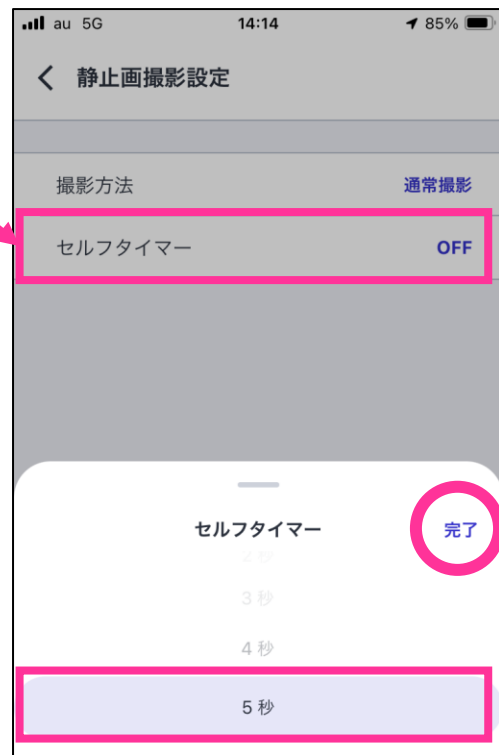 au 5G 14:14 85%
静止画撮影設定
撮影方法 通常撮影
セルフタイマー OFF
セルフタイマー 完了
2 秒
3 秒
4 秒
5 秒